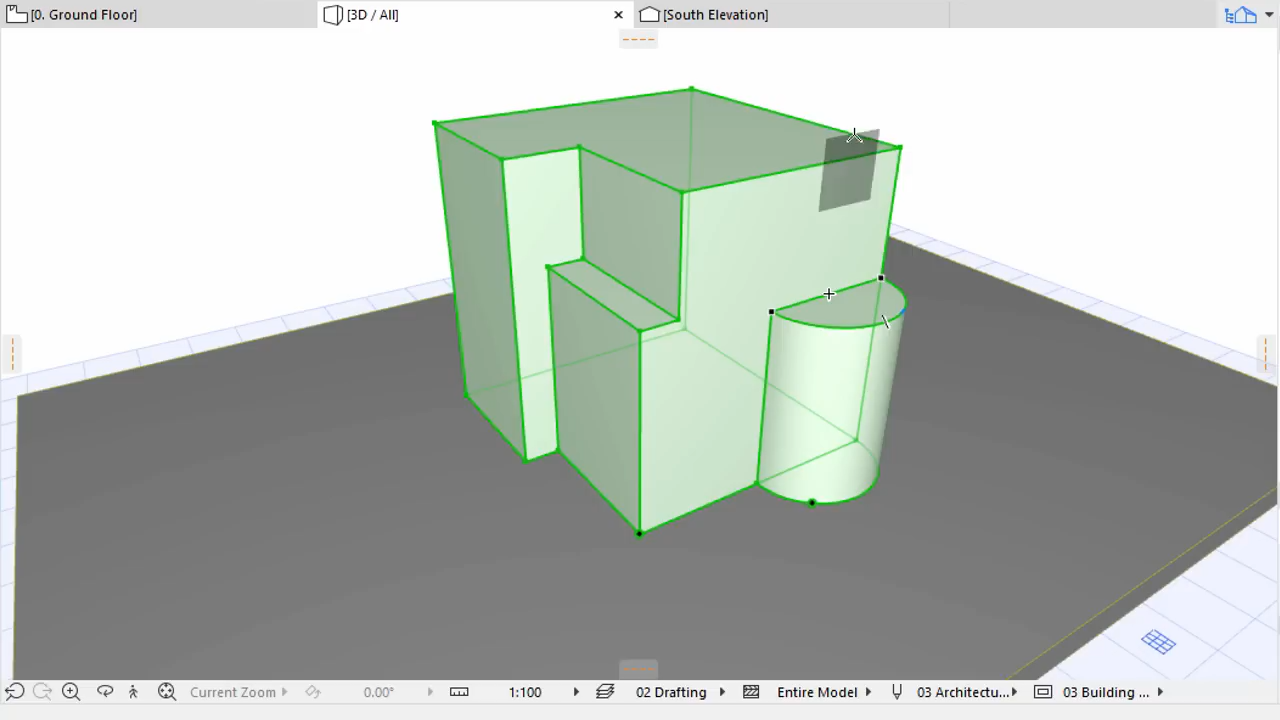 [0. Ground Floor]
[3D / All]
[South Elevation]
Current Zoom
0.00°
1:100
02 Drafting
Entire Model
03 Architectu...
03 Building ...